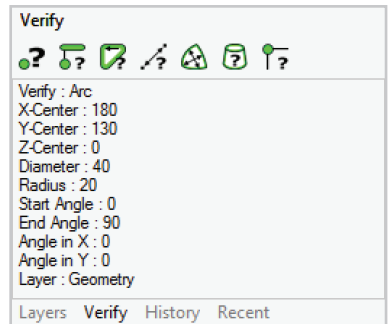 Verify
Verify : Arc
X-Center : 180
Y-Center : 130
Z-Center : 0
Diameter : 40
Radius : 20
Start Angle : 0
End Angle : 90
Angle in X : 0
Angle in Y : 0
Layer : Geometry
Layers Verify History Recent